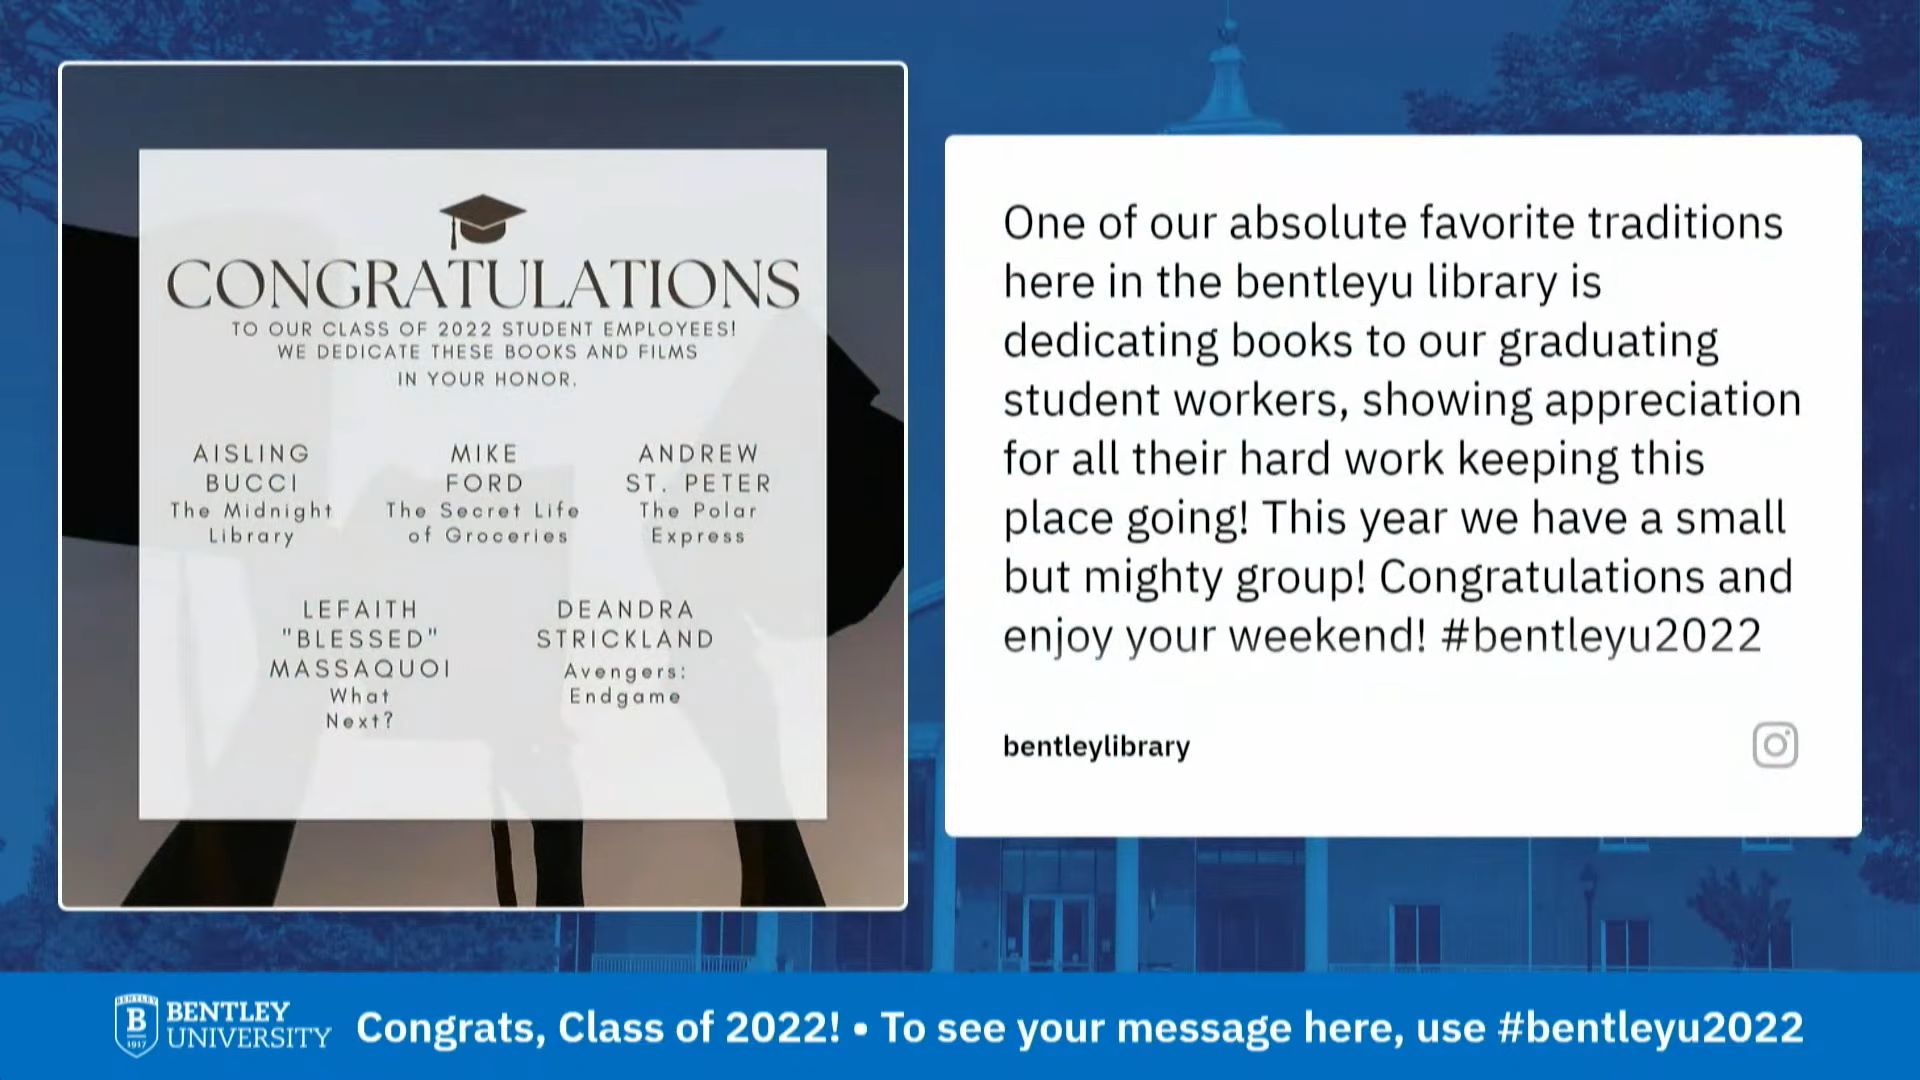 CONGRATULATIONS
TO OUR CLASS OF 2022 STUDENT EMPLOYEES!
WE DEDICATE THESE BOOKS AND FILMS
IN YOUR HONOR.
AISLING
BUCCI
The Midnight
Library
MIKE
FORD
The Secret Life
of Groceries
ANDREW
ST. PETER
The Polar
Express
LEFAITH
"BLESSED"
MASSAQUOI
What
Next?
DEANDRA
STRICKLAND
Avengers:
Endgame
One of our absolute favorite traditions
here in the bentleyu library is
dedicating books to our graduating
student workers, showing appreciation
for all their hard work keeping this
place going! This year we have a small
but mighty group! Congratulations and
enjoy your weekend! #bentleyu2022
bentleylibrary
BENTLEY
B
1917
BENTLEY
UNIVERSITY
Congrats, Class of 2022! • To see your message here, use #bentleyu2022